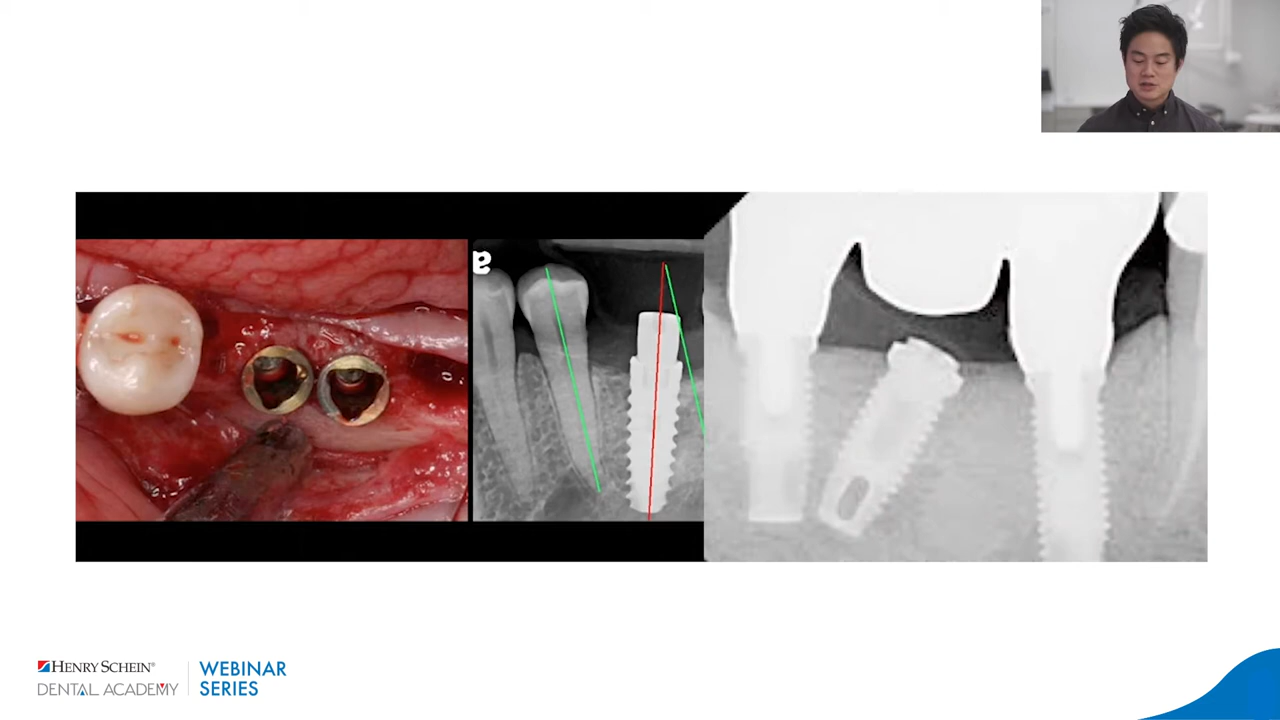 a
HENRY SCHEIN®
DENTAL ACADEMY
WEBINAR
SERIES